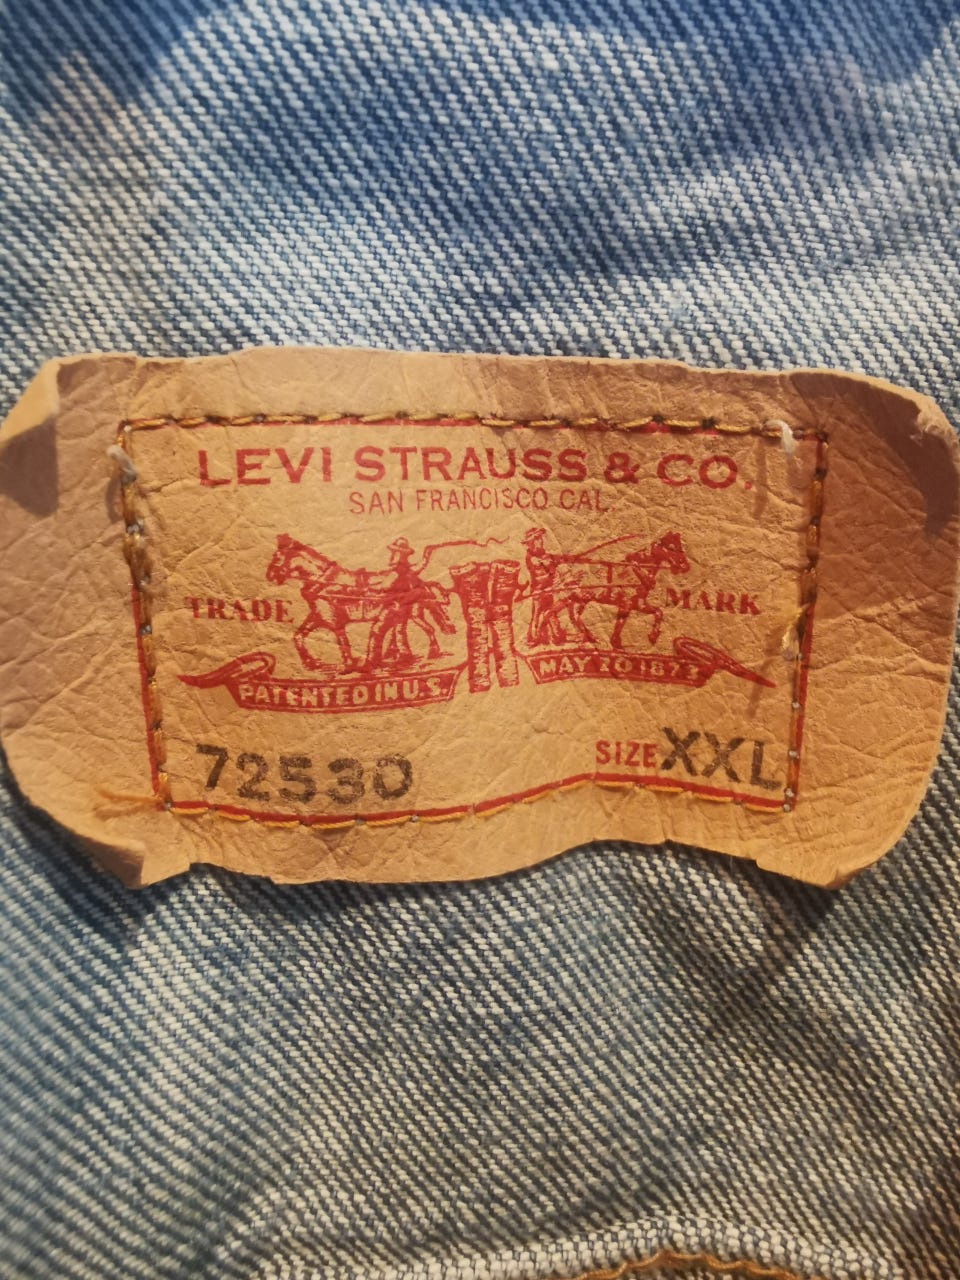 LEVI STRAUSS & CO.
SAN FRANCISCO CAL.
TRADE MARK
PATENTED IN U.S. MAY 20 1873
72530 SIZE XXL